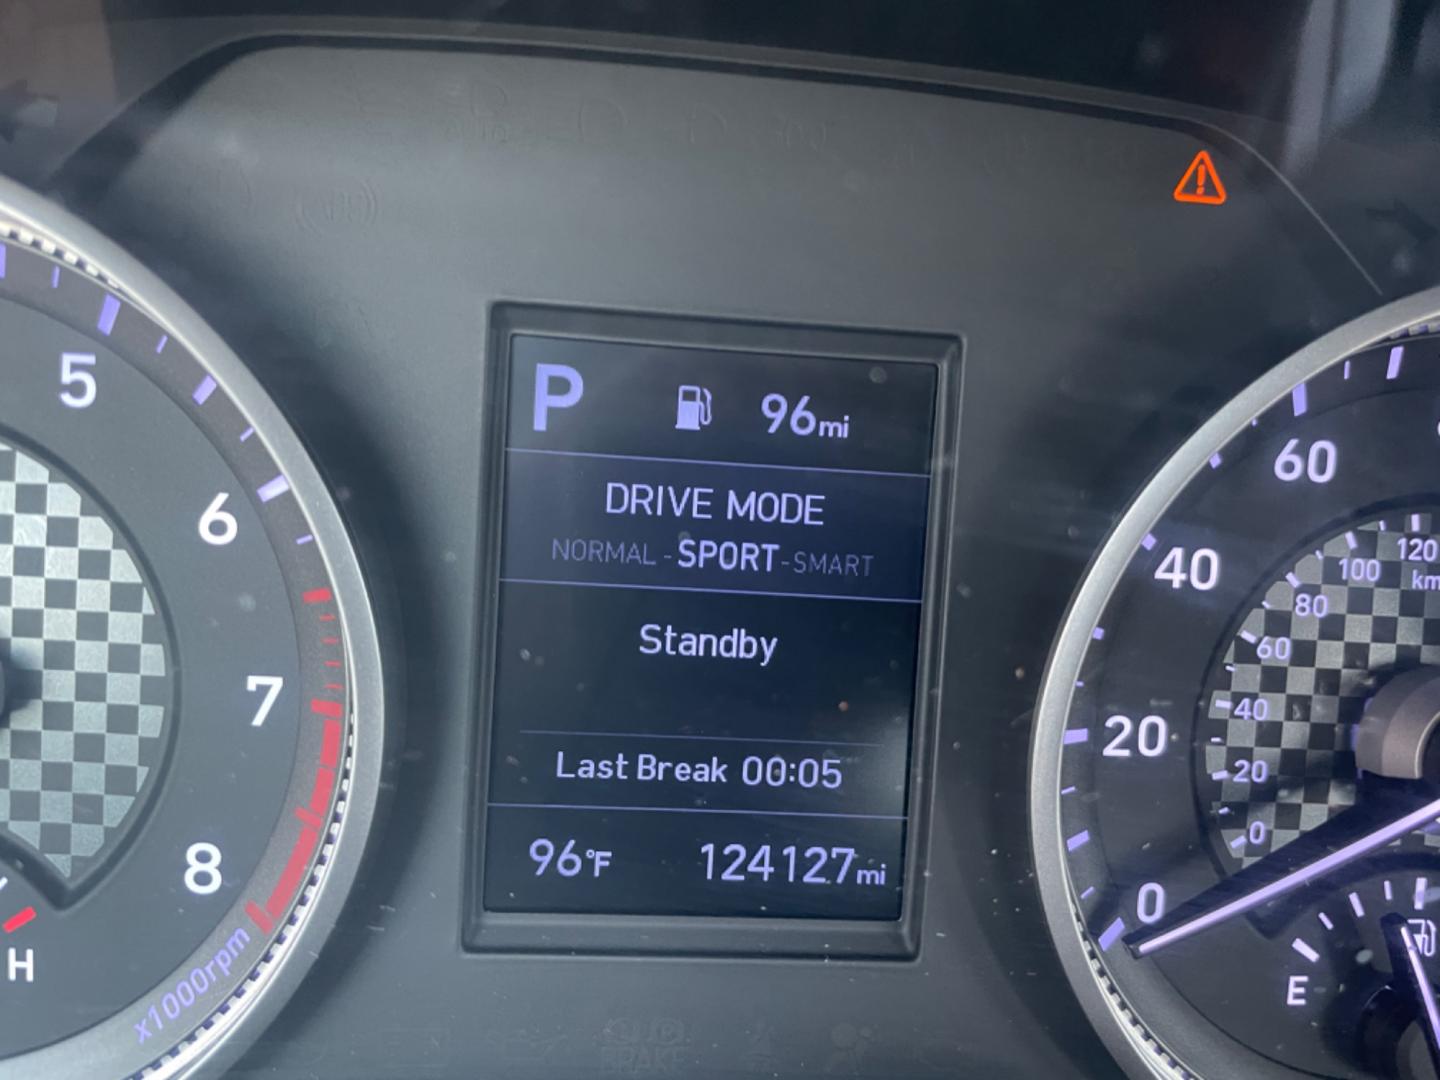 P 96mi
DRIVE MODE
NORMAL - SPORT - SMART
Standby
Last Break 00:05
96°F 124127mi
5
6
7
8
x1000rpm
H
60
40
20
0
120
100
80
60
40
20
0
E